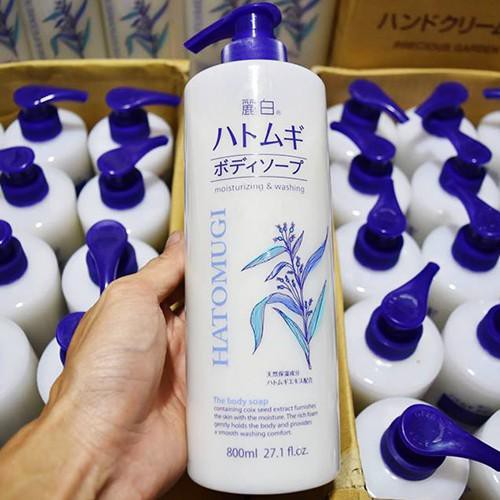 ハンドクリーム
PRECIOUS GARDEN
麗白®
ハトムギ
ボディソープ
moisturizing & washing
HATOMUGI
天然保湿成分
ハトムギエキス配合
The body soap
containing coix seed extract furnishes
the skin with the moisture. The rich foam
gently holds the body and provides
a smooth washing comfort.
800ml 27.1 fl.oz.